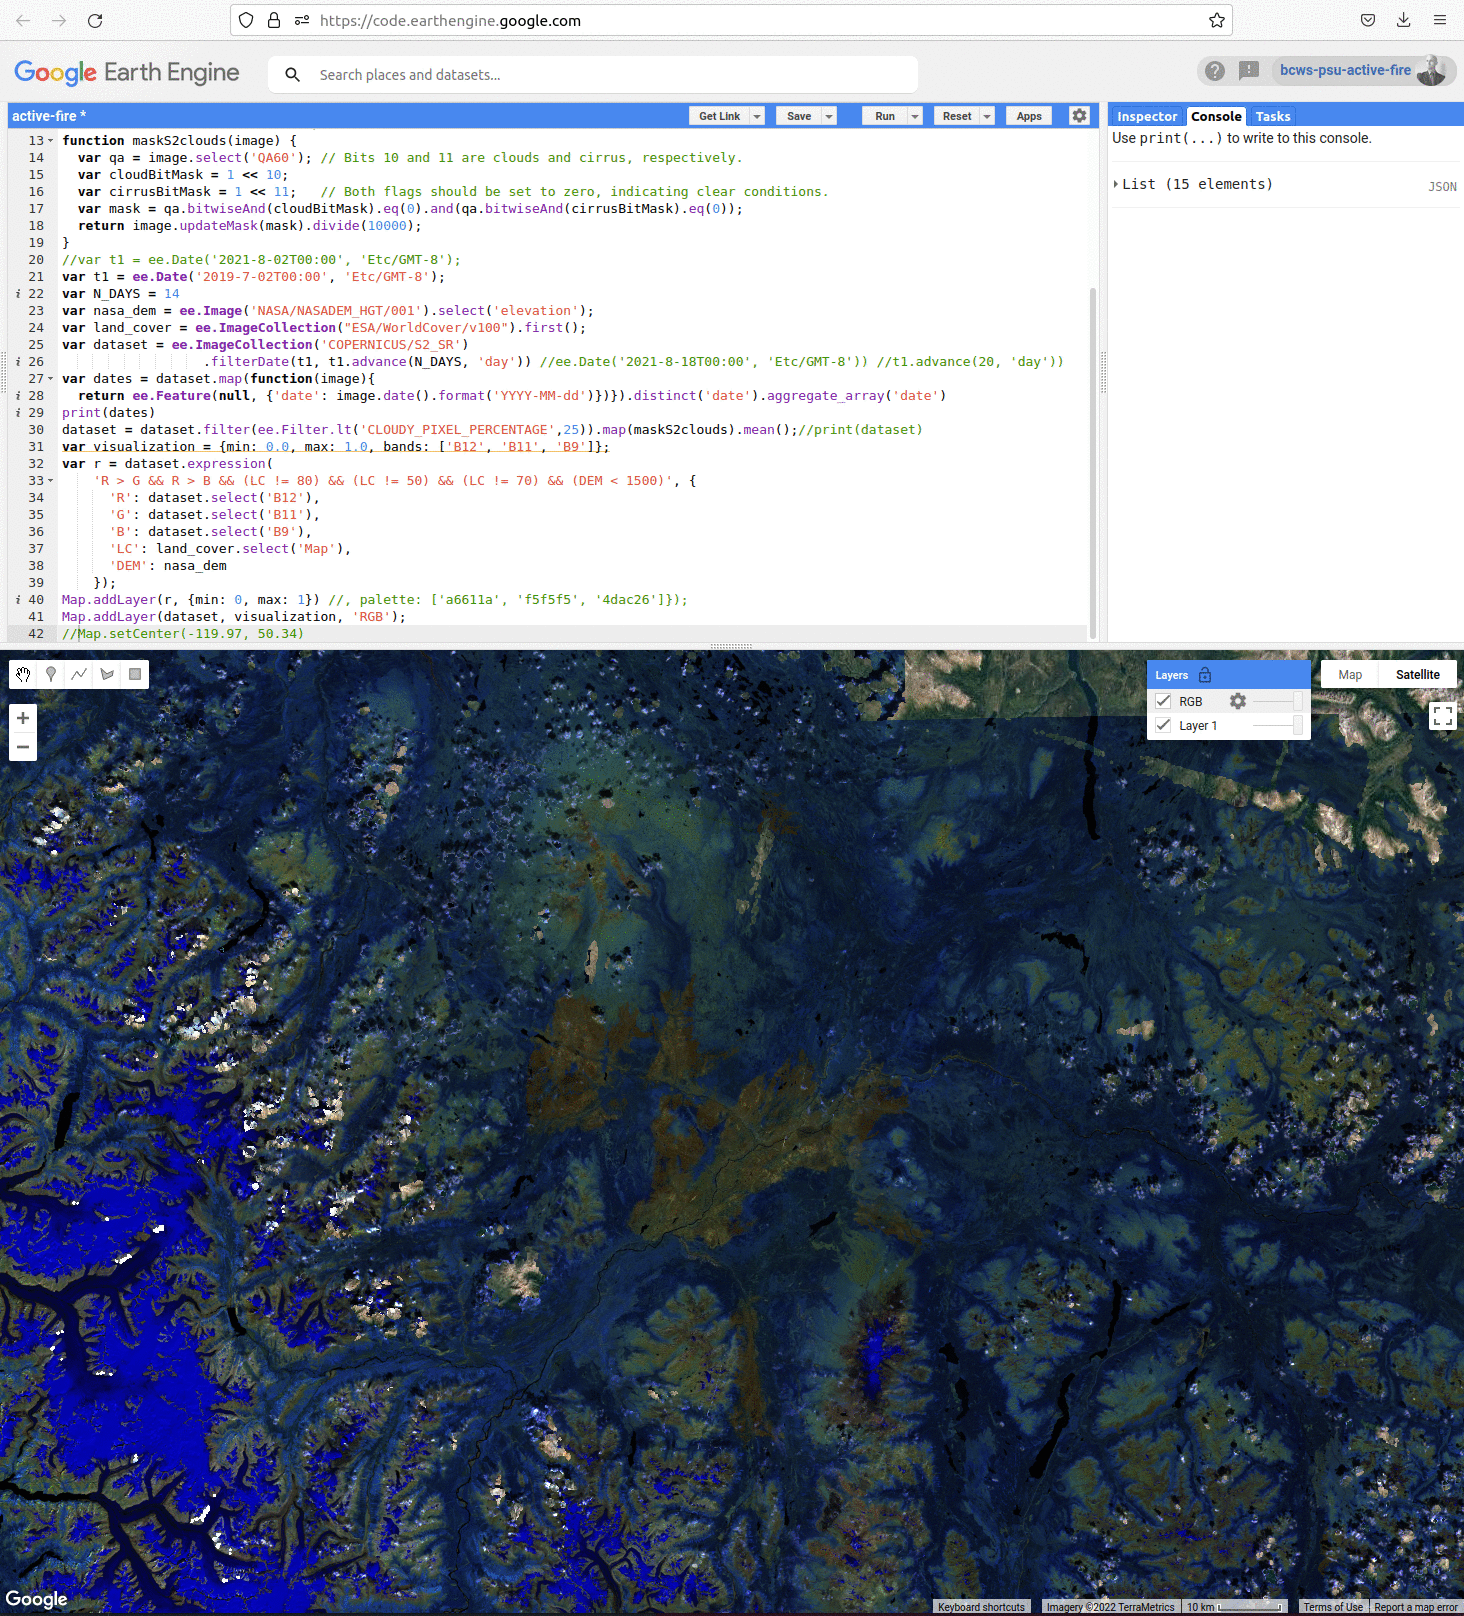 https://code.earthengine.google.com
Google Earth Engine
Search places and datasets...
bcws-psu-active-fire
active-fire *
Get Link
Save
Run
Reset
Apps
Inspector
Console
Tasks
Use print(...) to write to this console.
List (15 elements)
JSON
13 function maskS2clouds(image) {
14 var qa = image.select('QA60'); // Bits 10 and 11 are clouds and cirrus, respectively.
15 var cloudBitMask = 1 << 10;
16 var cirrusBitMask = 1 << 11; // Both flags should be set to zero, indicating clear conditions.
17 var mask = qa.bitwiseAnd(cloudBitMask).eq(0).and(qa.bitwiseAnd(cirrusBitMask).eq(0));
18 return image.updateMask(mask).divide(10000);
19 }
20 //var t1 = ee.Date('2021-8-02T00:00', 'Etc/GMT-8');
21 var t1 = ee.Date('2019-7-02T00:00', 'Etc/GMT-8');
i 22 var N_DAYS = 14
23 var nasa_dem = ee.Image('NASA/NASADEM_HGT/001').select('elevation');
24 var land_cover = ee.ImageCollection("ESA/WorldCover/v100").first();
25 var dataset = ee.ImageCollection('COPERNICUS/S2_SR')
i 26 .filterDate(t1, t1.advance(N_DAYS, 'day')) //ee.Date('2021-8-18T00:00', 'Etc/GMT-8')) //t1.advance(20, 'day'))
27 var dates = dataset.map(function(image){
i 28 return ee.Feature(null, {'date': image.date().format('YYYY-MM-dd')})}).distinct('date').aggregate_array('date')
i 29 print(dates)
30 dataset = dataset.filter(ee.Filter.lt('CLOUDY_PIXEL_PERCENTAGE',25)).map(maskS2clouds).mean();//print(dataset)
31 var visualization = {min: 0.0, max: 1.0, bands: ['B12', 'B11', 'B9']};
32 var r = dataset.expression(
33 'R > G && R > B && (LC != 80) && (LC != 50) && (LC != 70) && (DEM < 1500)', {
34 'R': dataset.select('B12'),
35 'G': dataset.select('B11'),
36 'B': dataset.select('B9'),
37 'LC': land_cover.select('Map'),
38 'DEM': nasa_dem
39 });
i 40 Map.addLayer(r, {min: 0, max: 1}) //, palette: ['a6611a', 'f5f5f5', '4dac26']});
41 Map.addLayer(dataset, visualization, 'RGB');
42 //Map.setCenter(-119.97, 50.34)
Layers
RGB
Layer 1
Map
Satellite
Google
Keyboard shortcuts
Imagery ©2022 TerraMetrics
10 km
Terms of Use
Report a map error